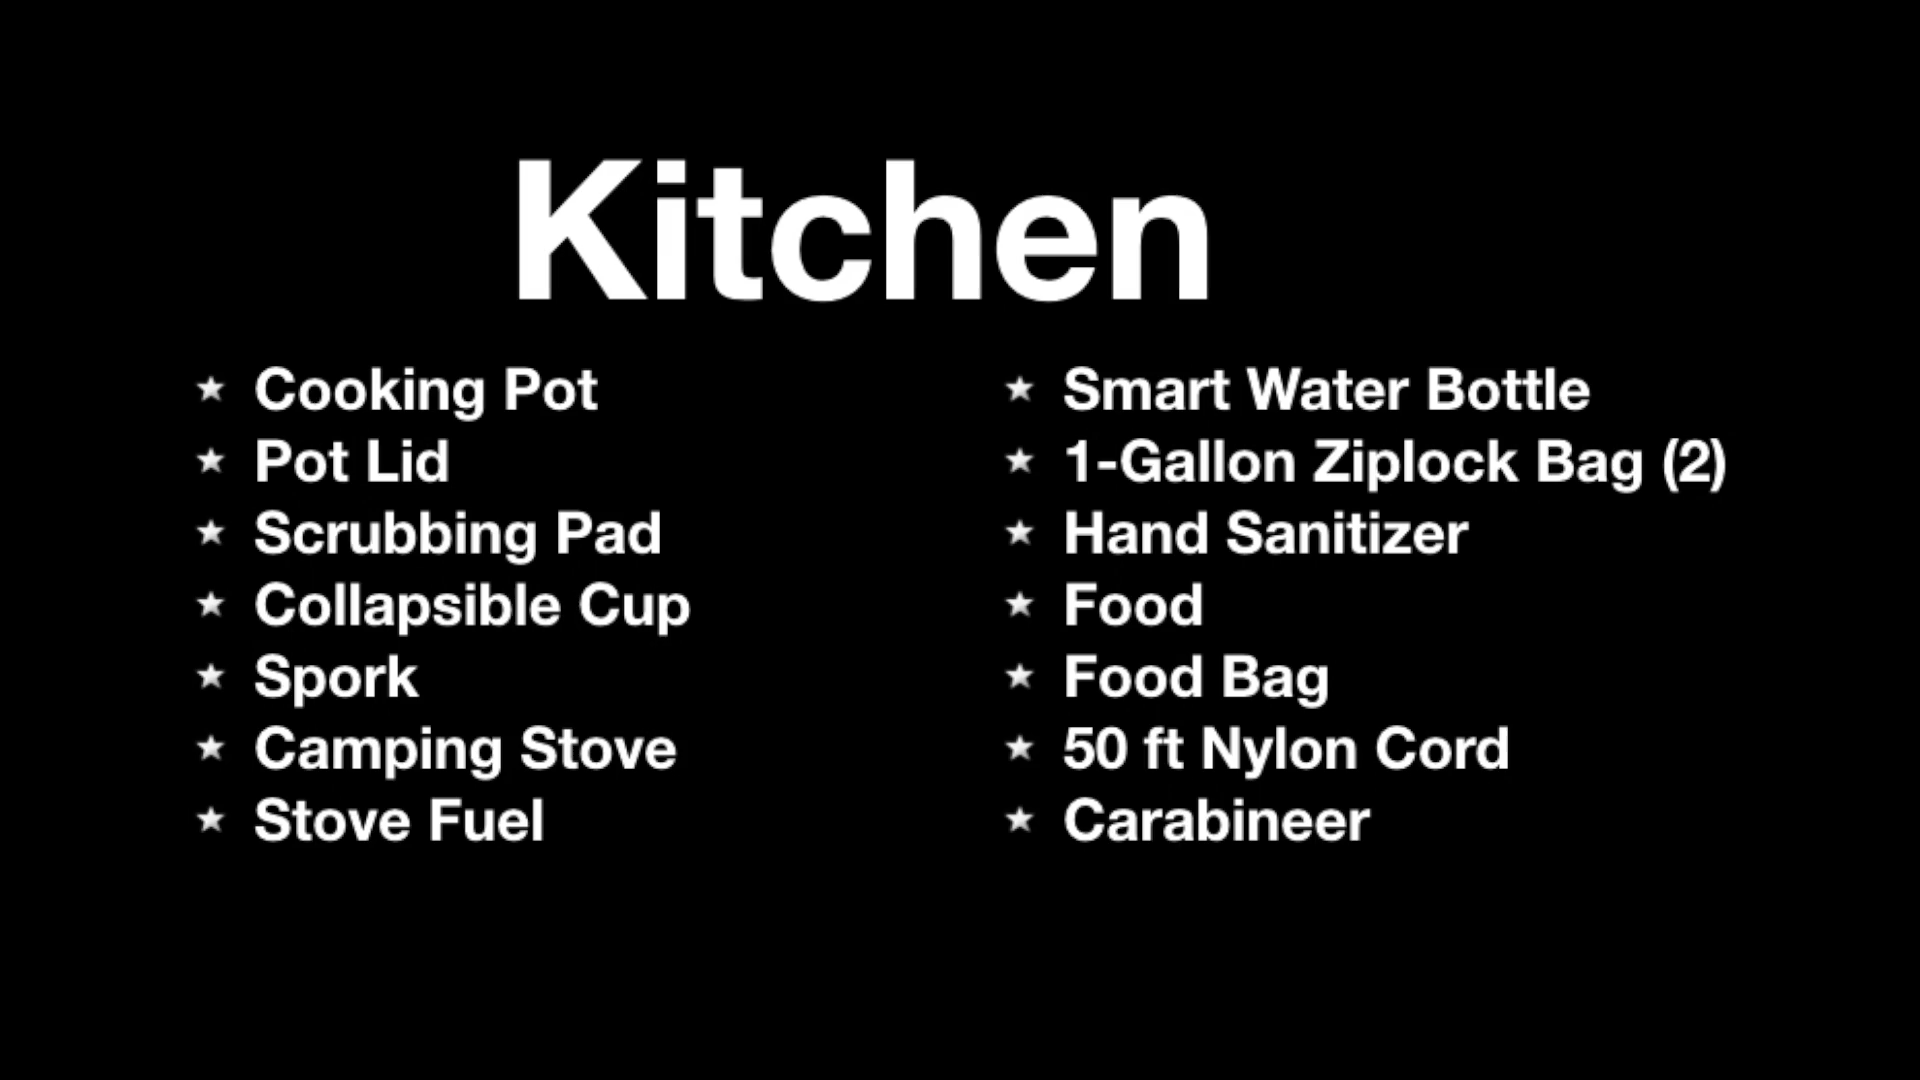 Kitchen
★ Cooking Pot
★ Pot Lid
★ Scrubbing Pad
★ Collapsible Cup
★ Spork
★ Camping Stove
★ Stove Fuel
★ Smart Water Bottle
★ 1-Gallon Ziplock Bag (2)
★ Hand Sanitizer
★ Food
★ Food Bag
★ 50 ft Nylon Cord
★ Carabineer